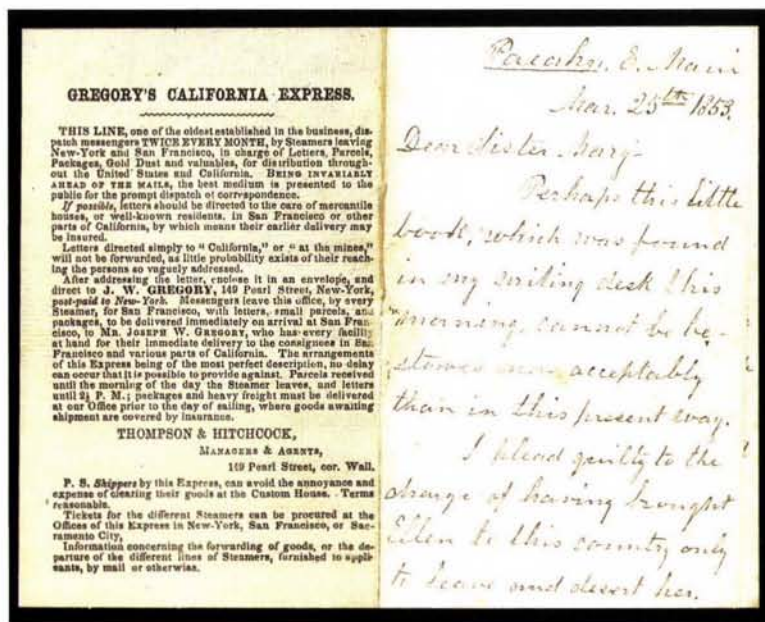 GREGORY'S CALIFORNIA EXPRESS.
THIS LINE, one of the oldest established in the business, dis-
patch messengers TWICE EVERY MONTH, by Steamers leaving
New-York and San Francisco, in charge of Letters, Parcels,
Packages, Gold Dust and valuables, for distribution through-
out the United States and California. BEING INVARIABLY
AHEAD OF THE MAILS, the best medium is presented to the
public for the prompt dispatch of correspondence.
If possible, letters should be directed to the care of mercantile
houses, or well-known residents, in San Francisco or other
parts of California, by which means their earlier delivery may
be insured.
Letters directed simply to "California," or "at the mines,"
will not be forwarded, as little probability exists of their reach-
ing the persons so vaguely addressed.
After addressing the letter, enclose it in an envelope, and
direct to J. W. GREGORY, 149 Pearl Street, New-York,
post-paid to New-York. Messengers leave this office, by every
Steamer, for San Francisco, with letters, small parcels, and
packages, to be delivered immediately on arrival at San Fran-
cisco, to MR. JOSEPH W. GREGORY, who has every facility
at hand for their immediate delivery to the consignees in San
Francisco and various parts of California. The arrangements
of this Express being of the most perfect description, no delay
can occur that it is possible to provide against. Parcels received
until the morning of the day the Steamer leaves, and letters
until 2½ P. M.; packages and heavy freight must be delivered
at our Office prior to the day of sailing, where goods awaiting
shipment are covered by insurance.
THOMPSON & HITCHCOCK,
MANAGERS & AGENTS,
149 Pearl Street, cor. Wall.
P. S. Shippers by this Express, can avoid the annoyance and
expense of clearing their goods at the Custom House. Terms
reasonable.
Tickets for the different Steamers can be procured at the
Offices of this Express in New-York, San Francisco, or Sac-
ramento City,
Information concerning the forwarding of goods, or the de-
parture of the different lines of Steamers, furnished to appli-
cants, by mail or otherwise.
E. Maui
Mar. 25th 1853.
Dear Sister Mary-
Perhaps this little
book, which was found
in my writing desk this
morning cannot be be-
stowed more acceptably
than in this present way.
I plead guilty to the
charge of having brought
Ellen to this country only
to leave and desert her.